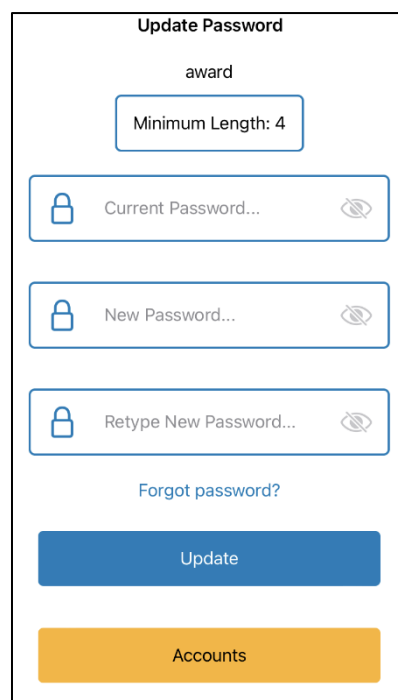 Update Password
award
Minimum Length: 4
Current Password...
New Password...
Retype New Password...
Forgot password?
Update
Accounts